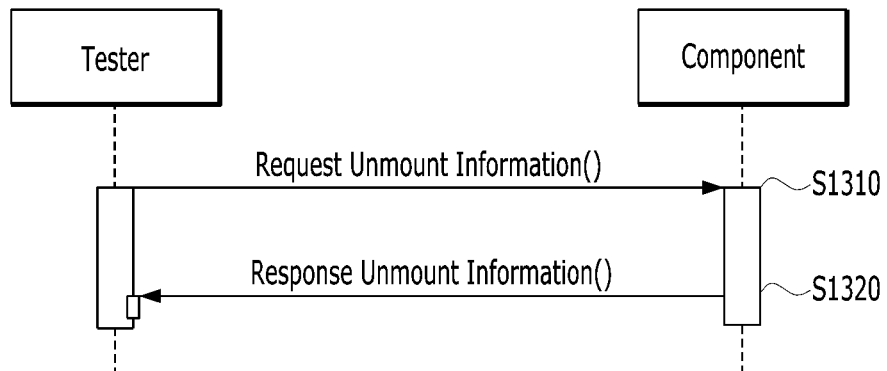 Tester
Component
Request Unmount Information()
S1310
Response Unmount Information()
S1320